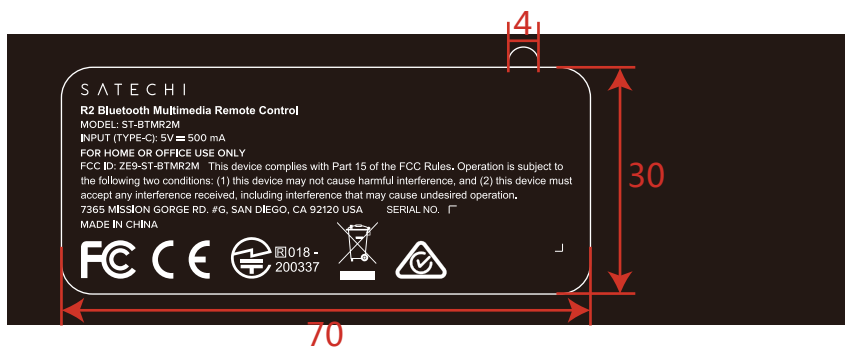 4
SATECHI
R2 Bluetooth Multimedia Remote Control
MODEL: ST-BTMR2M
INPUT (TYPE-C): 5V⎓500 mA
FOR HOME OR OFFICE USE ONLY
FCC ID: ZE9-ST-BTMR2M This device complies with Part 15 of the FCC Rules. Operation is subject to
the following two conditions: (1) this device may not cause harmful interference, and (2) this device must
accept any interference received, including interference that may cause undesired operation.
7365 MISSION GORGE RD. #G, SAN DIEGO, CA 92120 USA SERIAL NO.
MADE IN CHINA
FC CE R 018 -
200337
30
70